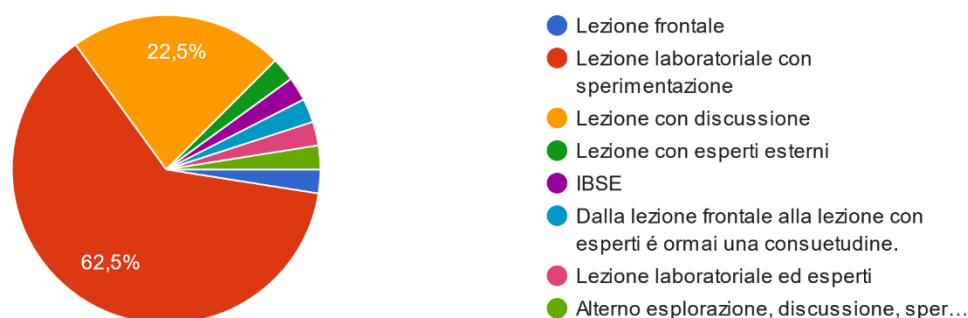 22,5%
62,5%
Lezione frontale
Lezione laboratoriale con
sperimentazione
Lezione con discussione
Lezione con esperti esterni
IBSE
Dalla lezione frontale alla lezione con
esperti é ormai una consuetudine.
Lezione laboratoriale ed esperti
Alterno esplorazione, discussione, sper…